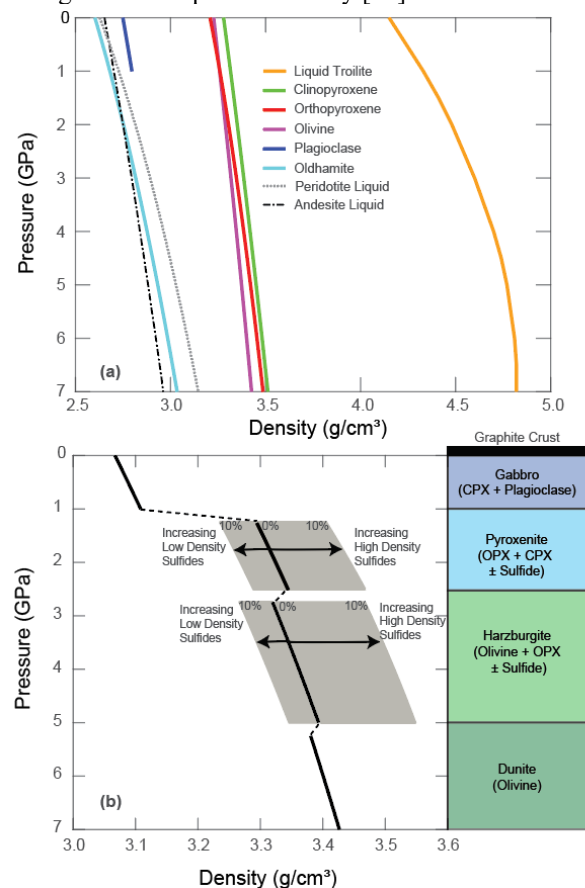 0
1
2
3
4
5
6
7
Pressure (GPa)
Liquid Troilite
Clinopyroxene
Orthopyroxene
Olivine
Plagioclase
Oldhamite
Peridotite Liquid
Andesite Liquid
(a)
2.5 3.0 3.5 4.0 4.5 5.0
Density (g/cm³)
0
1
2
3
4
5
6
7
Pressure (GPa)
10% 0% 10%
Increasing
Low Density
Sulfides
Increasing
High Density
Sulfides
10% 0% 10%
Increasing
Low Density
Sulfides
Increasing
High Density
Sulfides
(b)
3.0 3.1 3.2 3.3 3.4 3.5 3.6
Density (g/cm³)
Graphite Crust
Gabbro
(CPX + Plagioclase)
Pyroxenite
(OPX + CPX
± Sulfide)
Harzburgite
(Olivine + OPX
± Sulfide)
Dunite
(Olivine)